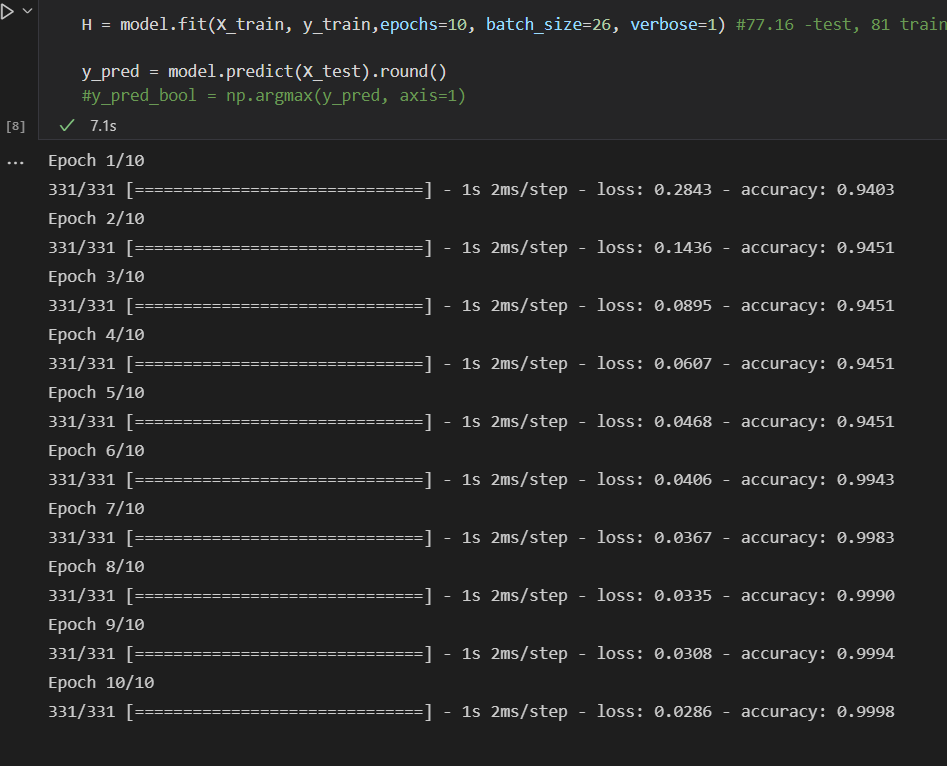 H = model.fit(X_train, y_train,epochs=10, batch_size=26, verbose=1) #77.16 -test, 81 train
y_pred = model.predict(X_test).round()
#y_pred_bool = np.argmax(y_pred, axis=1)
[8] ✓ 7.1s
... Epoch 1/10
331/331 [==============================] - 1s 2ms/step - loss: 0.2843 - accuracy: 0.9403
Epoch 2/10
331/331 [==============================] - 1s 2ms/step - loss: 0.1436 - accuracy: 0.9451
Epoch 3/10
331/331 [==============================] - 1s 2ms/step - loss: 0.0895 - accuracy: 0.9451
Epoch 4/10
331/331 [==============================] - 1s 2ms/step - loss: 0.0607 - accuracy: 0.9451
Epoch 5/10
331/331 [==============================] - 1s 2ms/step - loss: 0.0468 - accuracy: 0.9451
Epoch 6/10
331/331 [==============================] - 1s 2ms/step - loss: 0.0406 - accuracy: 0.9943
Epoch 7/10
331/331 [==============================] - 1s 2ms/step - loss: 0.0367 - accuracy: 0.9983
Epoch 8/10
331/331 [==============================] - 1s 2ms/step - loss: 0.0335 - accuracy: 0.9990
Epoch 9/10
331/331 [==============================] - 1s 2ms/step - loss: 0.0308 - accuracy: 0.9994
Epoch 10/10
331/331 [==============================] - 1s 2ms/step - loss: 0.0286 - accuracy: 0.9998